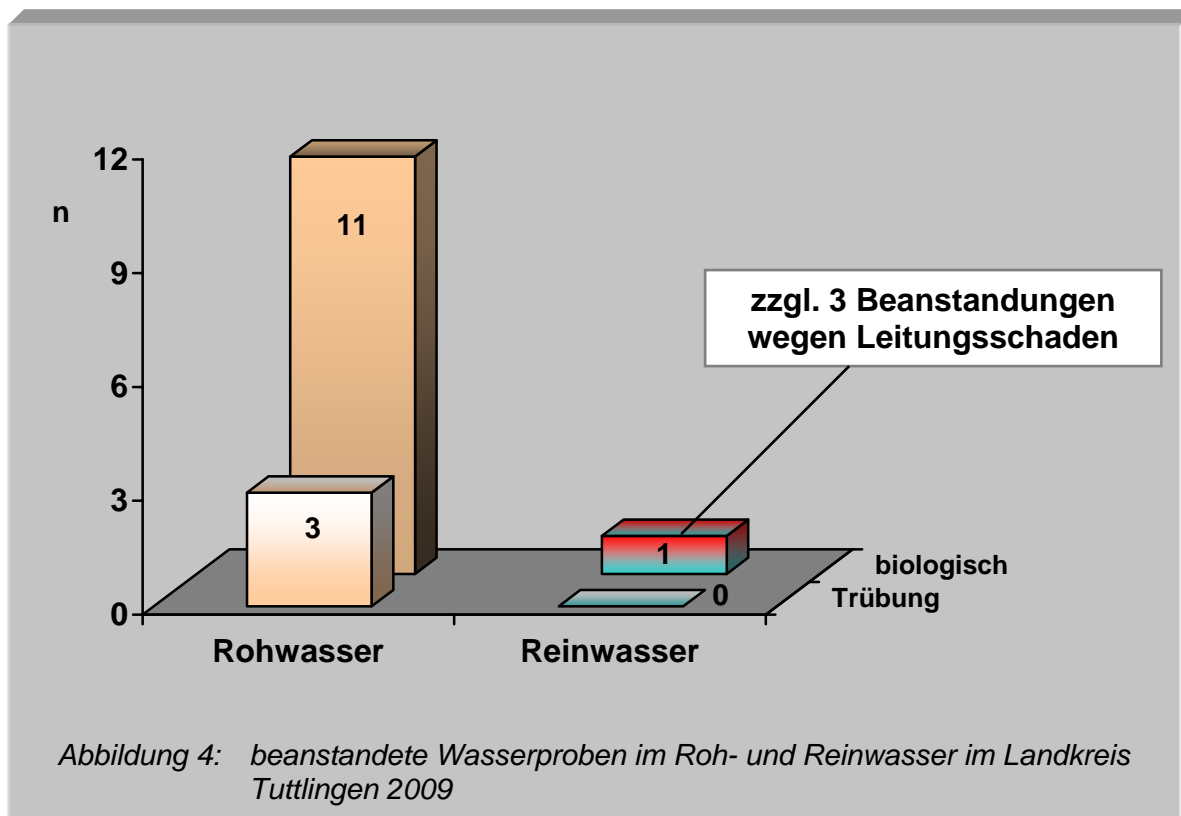 12
n
11
9
zzgl. 3 Beanstandungen
wegen Leitungsschaden
6
3
3
1
biologisch
0
Trübung
0
Rohwasser
Reinwasser
Abbildung 4: beanstandete Wasserproben im Roh- und Reinwasser im Landkreis
Tuttlingen 2009